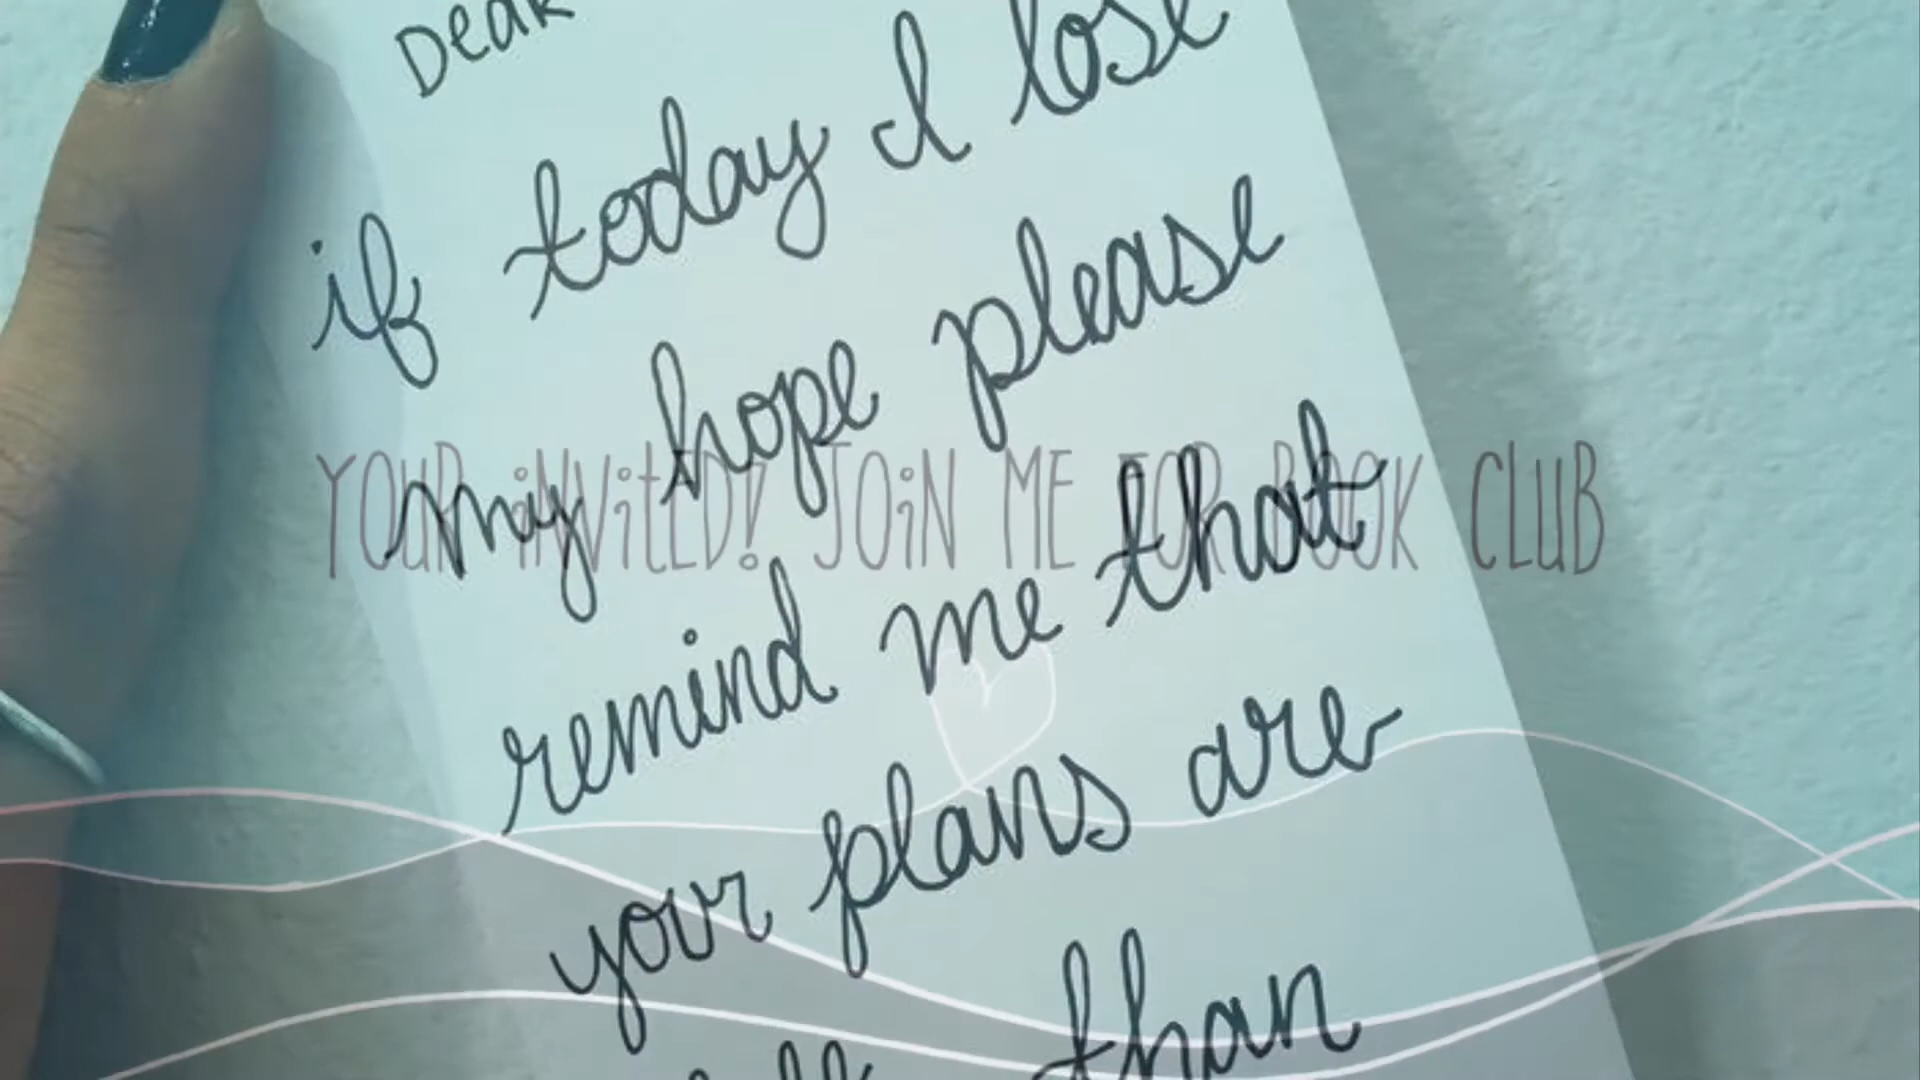 Dear
if today I lose
my hope please
YOUR iNViTED! JOiN ME FOR BOOK CLUB
remind me that
your plans are
than